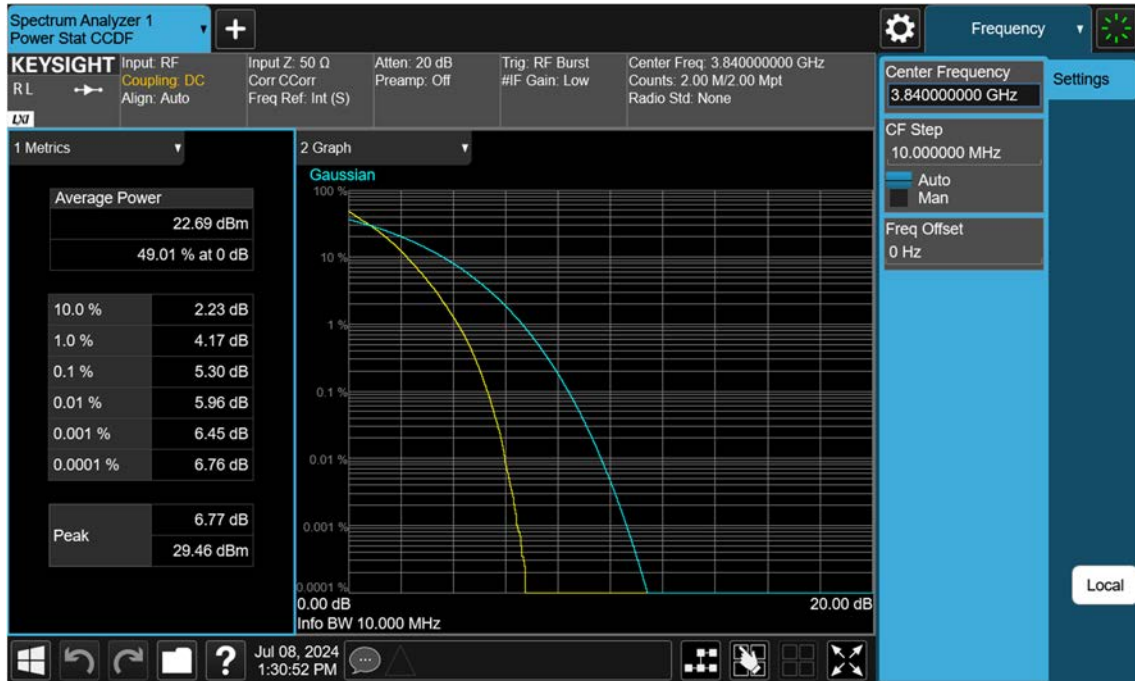 Spectrum Analyzer 1
Power Stat CCDF
+
Frequency
KEYSIGHT
R L
LXI
Input: RF
Coupling: DC
Align: Auto
Input Z: 50 Ω
Corr CCorr
Freq Ref: Int (S)
Atten: 20 dB
Preamp: Off
Trig: RF Burst
#IF Gain: Low
Center Freq: 3.840000000 GHz
Counts: 2.00 M/2.00 Mpt
Radio Std: None
Center Frequency
3.840000000 GHz
Settings
CF Step
10.000000 MHz
Auto
Man
Freq Offset
0 Hz
1 Metrics
Average Power
22.69 dBm
49.01 % at 0 dB
10.0 % 2.23 dB
1.0 % 4.17 dB
0.1 % 5.30 dB
0.01 % 5.96 dB
0.001 % 6.45 dB
0.0001 % 6.76 dB
Peak
6.77 dB
29.46 dBm
2 Graph
Gaussian
100 %
10 %
1 %
0.1 %
0.01 %
0.001 %
0.0001 %
0.00 dB 20.00 dB
Info BW 10.000 MHz
Local
?
Jul 08, 2024
1:30:52 PM